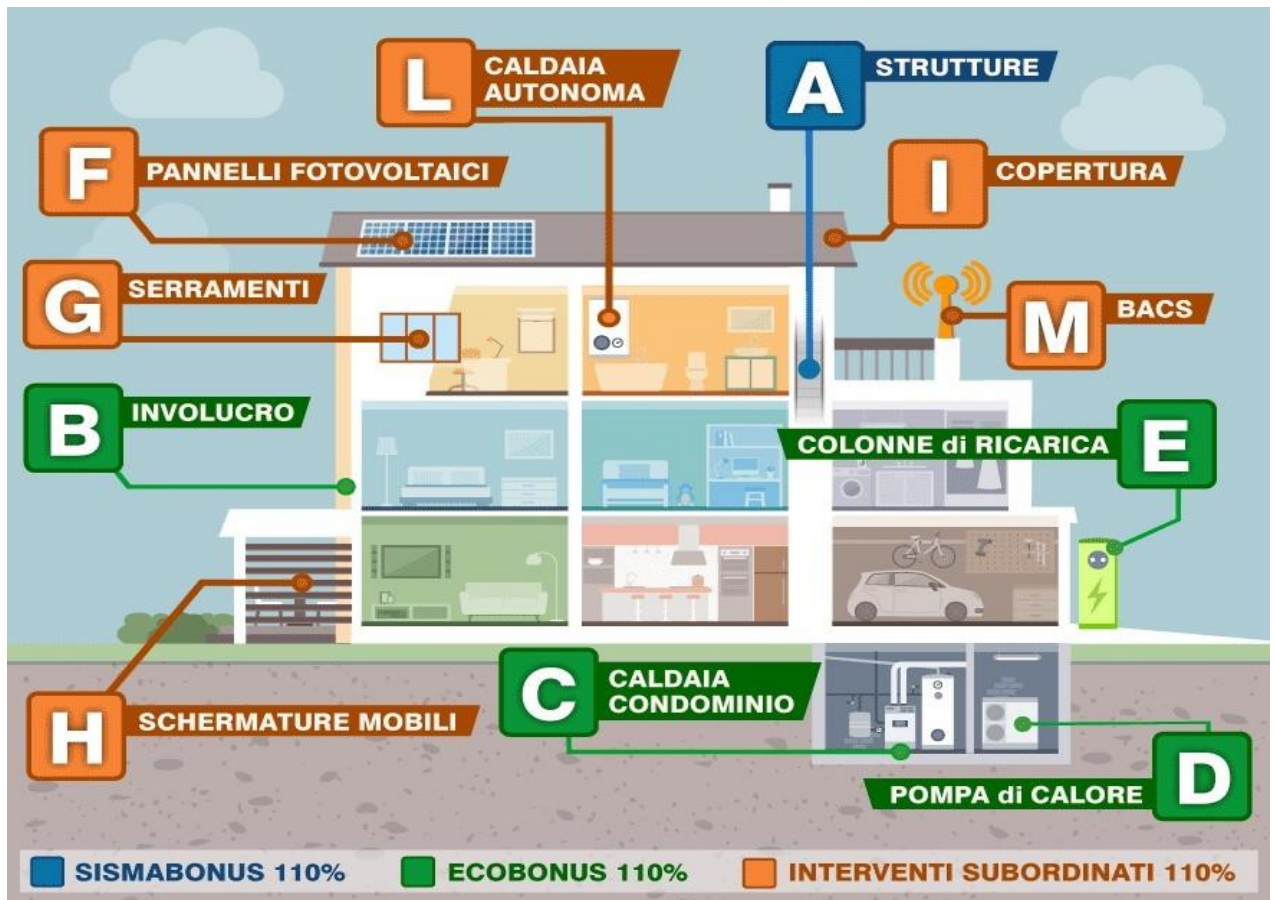 L
CALDAIA
AUTONOMA
A
STRUTTURE
F
PANNELLI FOTOVOLTAICI
I
COPERTURA
G
SERRAMENTI
M
BACS
B
INVOLUCRO
COLONNE di RICARICA
E
C
CALDAIA
CONDOMINIO
H
SCHERMATURE MOBILI
POMPA di CALORE
D
SISMABONUS 110%
ECOBONUS 110%
INTERVENTI SUBORDINATI 110%